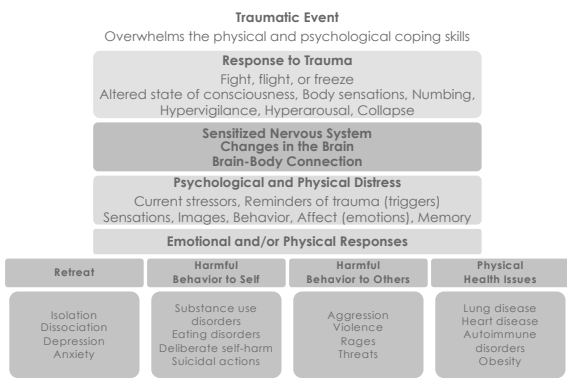 Traumatic Event
Overwhelms the physical and psychological coping skills
Response to Trauma
Fight, flight, or freeze
Altered state of consciousness, Body sensations, Numbing,
Hypervigilance, Hyperarousal, Collapse
Sensitized Nervous System
Changes in the Brain
Brain-Body Connection
Psychological and Physical Distress
Current stressors, Reminders of trauma (triggers)
Sensations, Images, Behavior, Affect (emotions), Memory
Emotional and/or Physical Responses
Retreat
Isolation
Dissociation
Depression
Anxiety
Harmful
Behavior to Self
Substance use
disorders
Eating disorders
Deliberate self-harm
Suicidal actions
Harmful
Behavior to Others
Aggression
Violence
Rages
Threats
Physical
Health Issues
Lung disease
Heart disease
Autoimmune
disorders
Obesity